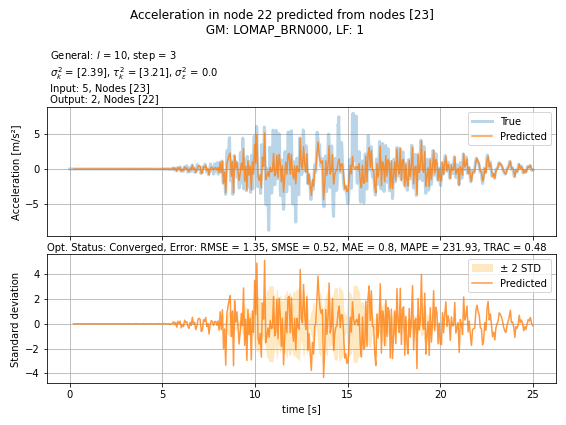 Acceleration in node 22 predicted from nodes [23]
GM: LOMAP_BRN000, LF: 1
General: l = 10, step = 3
σ²ₖ = [2.39], τ²ₖ = [3.21], σ²ε = 0.0
Input: 5, Nodes [23]
Output: 2, Nodes [22]
Acceleration [m/s²]
5
0
−5
True
Predicted
Opt. Status: Converged, Error: RMSE = 1.35, SMSE = 0.52, MAE = 0.8, MAPE = 231.93, TRAC = 0.48
Standard deviation
4
2
0
−2
−4
± 2 STD
Predicted
0 5 10 15 20 25
time [s]